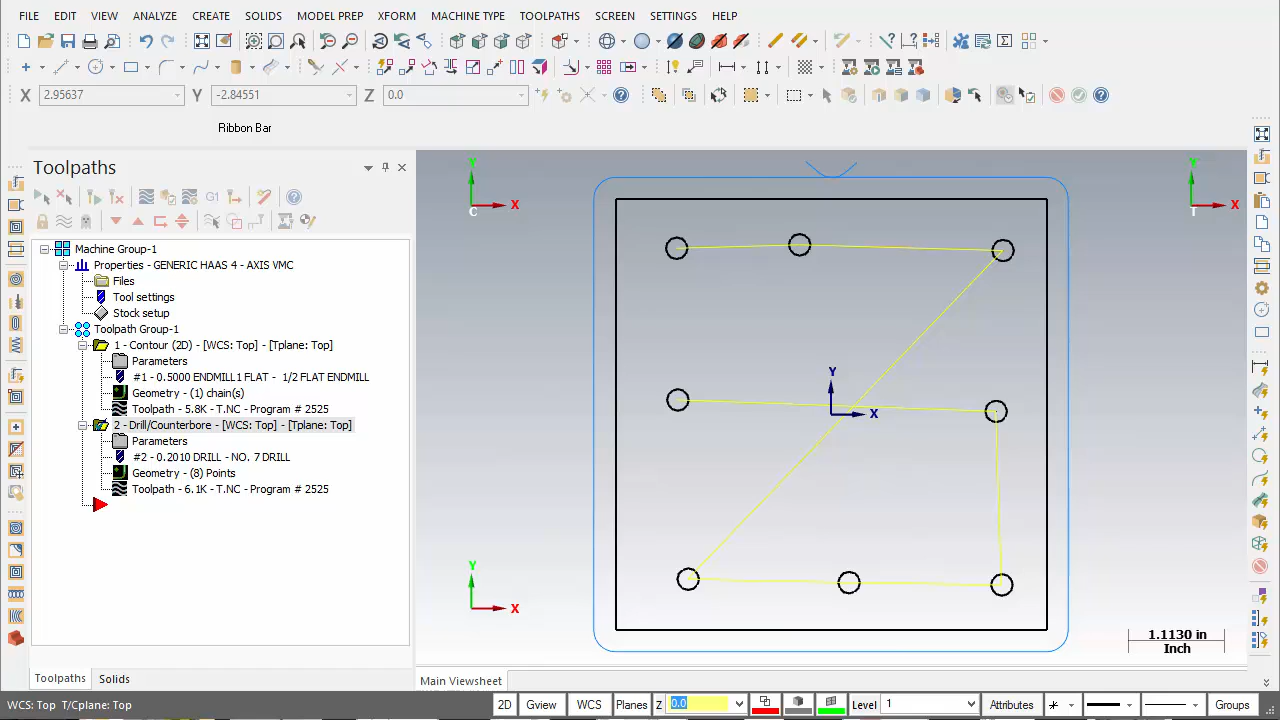 FILE EDIT VIEW ANALYZE CREATE SOLIDS MODEL PREP XFORM MACHINE TYPE TOOLPATHS SCREEN SETTINGS HELP
X 2.95637 Y -2.84551 Z 0.0
Ribbon Bar
Toolpaths
G1
Machine Group-1
Properties - GENERIC HAAS 4 - AXIS VMC
Files
Tool settings
Stock setup
Toolpath Group-1
1 - Contour (2D) - [WCS: Top] - [Tplane: Top]
Parameters
#1 - 0.5000 ENDMILL1 FLAT - 1/2 FLAT ENDMILL
Geometry - (1) chain(s)
Toolpath - 5.8K - T.NC - Program # 2525
2 - Drill/Counterbore - [WCS: Top] - [Tplane: Top]
Parameters
#2 - 0.2010 DRILL - NO. 7 DRILL
Geometry - (8) Points
Toolpath - 6.1K - T.NC - Program # 2525
Y
X
C
Y
X
T
Y
X
Y
X
1.1130 in
Inch
Toolpaths Solids
Main Viewsheet
WCS: Top T/Cplane: Top 2D Gview WCS Planes Z 0.0 Level 1 Attributes Groups